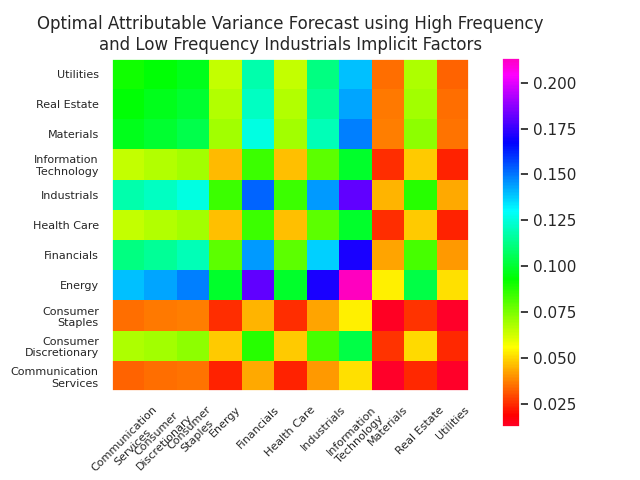 Optimal Attributable Variance Forecast using High Frequency
and Low Frequency Industrials Implicit Factors
Utilities
Real Estate
Materials
Information
Technology
Industrials
Health Care
Financials
Energy
Consumer
Staples
Consumer
Discretionary
Communication
Services
Communication
Services
Consumer
Discretionary
Consumer
Staples
Energy
Financials
Health Care
Industrials
Information
Technology
Materials
Real Estate
Utilities
0.200
0.175
0.150
0.125
0.100
0.075
0.050
0.025